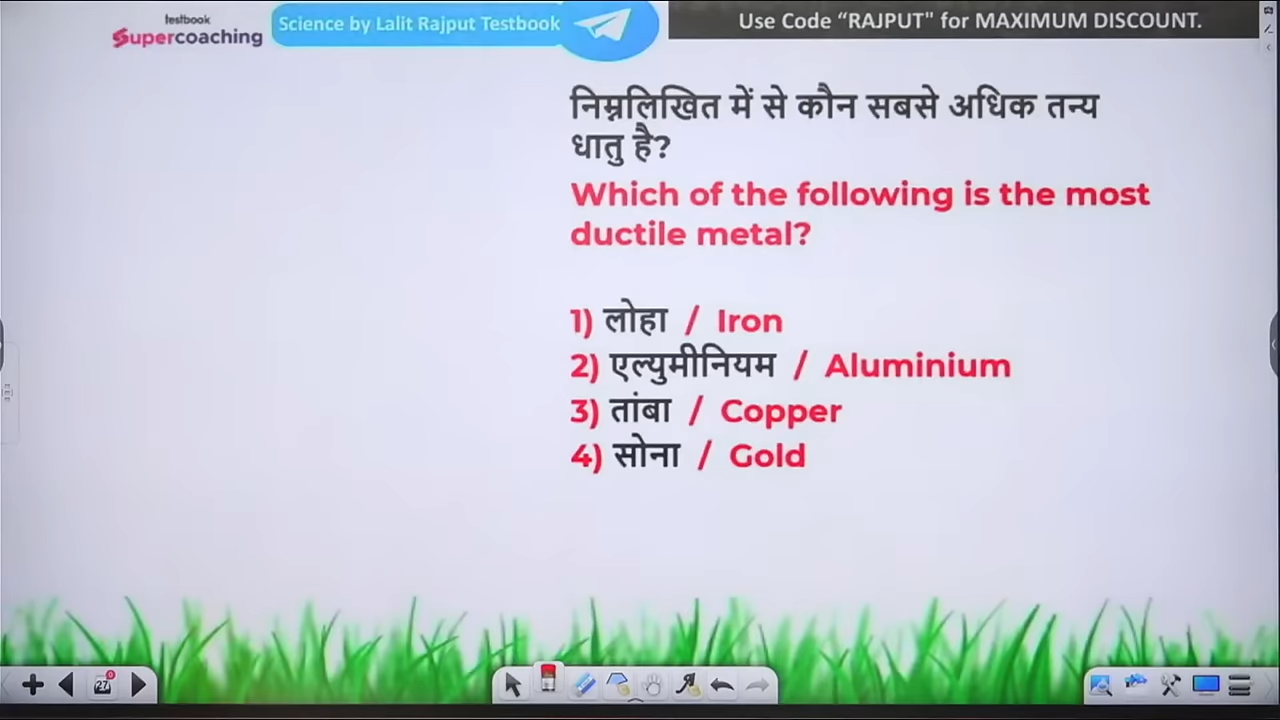 testbook
Supercoaching
Science by Lalit Rajput Testbook
Use Code “RAJPUT" for MAXIMUM DISCOUNT.
निम्नलिखित में से कौन सबसे अधिक तन्य
धातु है?
Which of the following is the most
ductile metal?
1) लोहा / Iron
2) एल्युमीनियम / Aluminium
3) तांबा / Copper
4) सोना / Gold
27